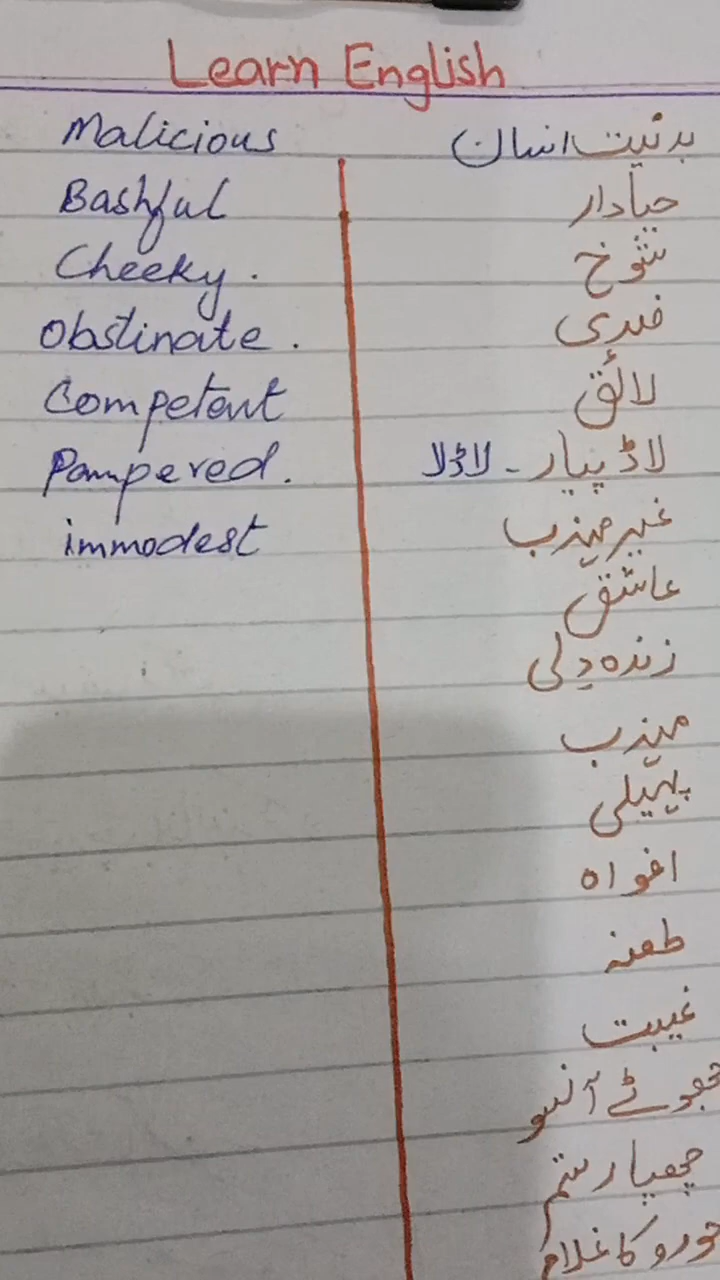 Learn English
Malicious بدنیت انسان
Bashful حیادار
Cheeky. شوخ
Obstinate. ضدی
Competent لائق
Pampered. لاڈ پیار - لاڈلا
immodest غیر مہذب
عاشق
زندہ دلی
مہذب
پہیلی
افواہ
طعنہ
غیبت
جھوٹے آنسو
چھپا رستم
جورو کا غلام